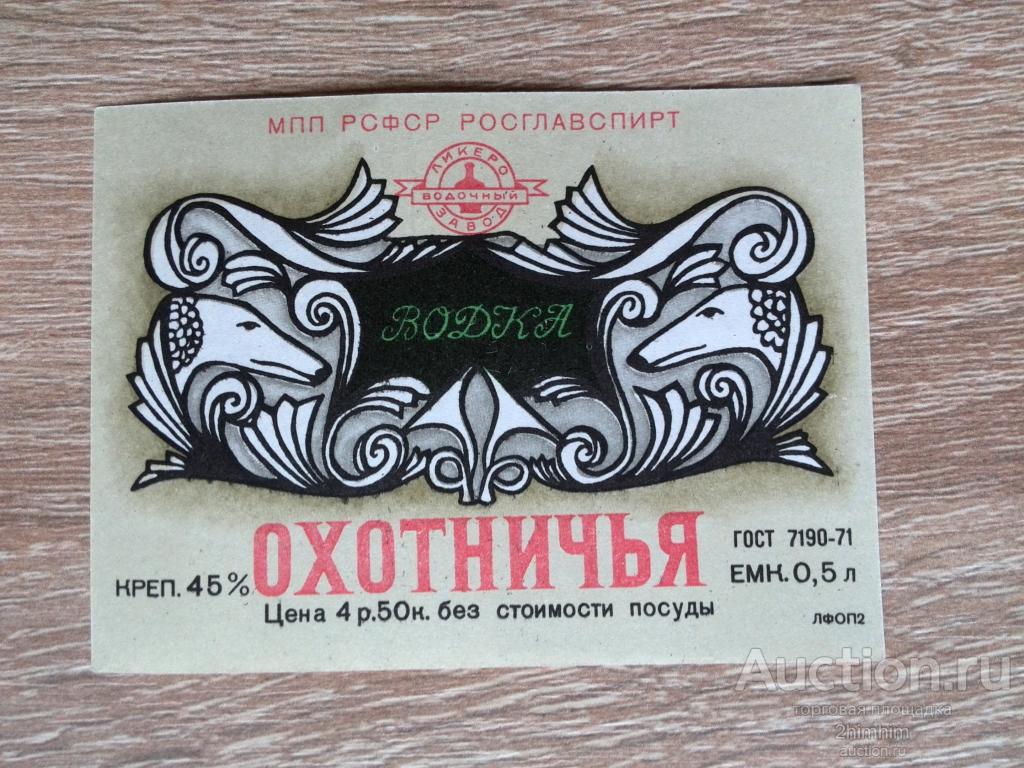 МПП РСФСР РОСГЛАВСПИРТ
ЛИКЕРО
ВОДОЧНЫЙ
ЗАВОД
ВОДКА
ОХОТНИЧЬЯ
ГОСТ 7190-71
КРЕП. 45%
ЕМК. 0,5 л
Цена 4 р. 50 к. без стоимости посуды
ЛФОП2
Auction.ru
торговая площадка
2himhim
auction.ru